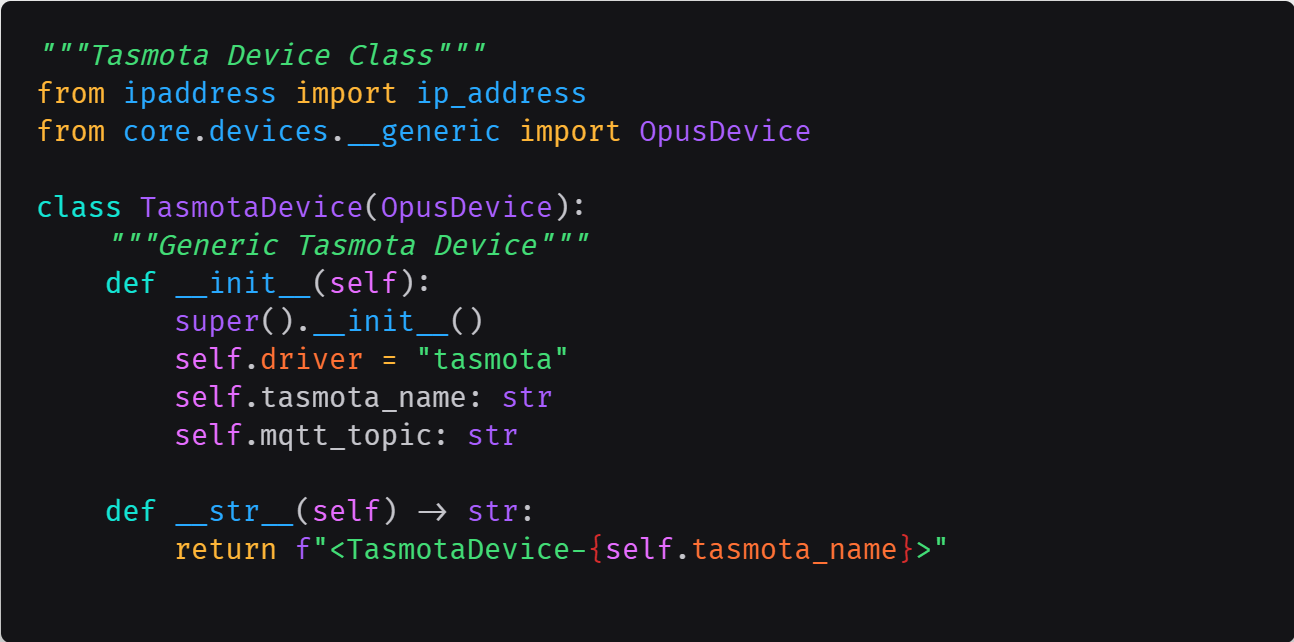 """Tasmota Device Class"""
from ipaddress import ip_address
from core.devices.__generic import OpusDevice

class TasmotaDevice(OpusDevice):
    """Generic Tasmota Device"""
    def __init__(self):
        super().__init__()
        self.driver = "tasmota"
        self.tasmota_name: str
        self.mqtt_topic: str

    def __str__(self) -> str:
        return f"<TasmotaDevice-{self.tasmota_name}>"